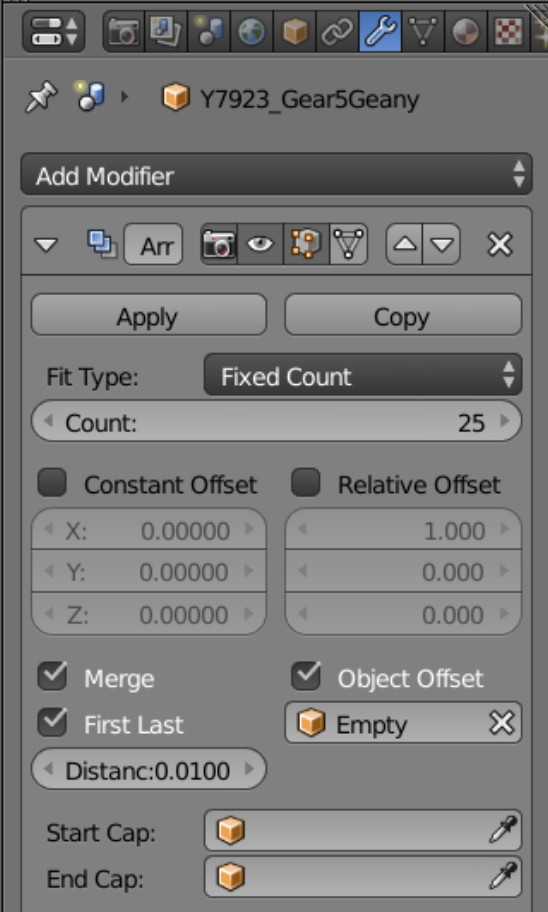 Y7923_Gear5Geany
Add Modifier
Arr
Apply Copy
Fit Type: Fixed Count
Count: 25
Constant Offset Relative Offset
X: 0.00000 1.000
Y: 0.00000 0.000
Z: 0.00000 0.000
Merge Object Offset
First Last Empty
Distanc:0.0100
Start Cap:
End Cap: